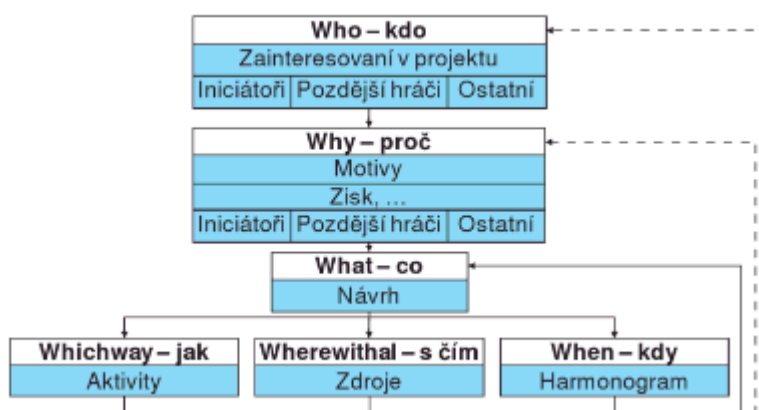 Who – kdo
Zainteresovaní v projektu
Iniciátoři Pozdější hráči Ostatní
Why – proč
Motivy
Zisk, ...
Iniciátoři Pozdější hráči Ostatní
What – co
Návrh
Whichway – jak
Aktivity
Wherewithal – s čím
Zdroje
When – kdy
Harmonogram